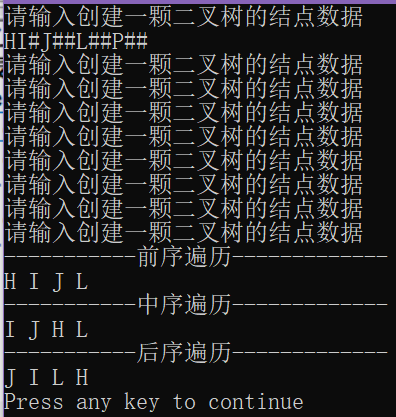 请输入创建一颗二叉树的结点数据
HI#J##L##P##
请输入创建一颗二叉树的结点数据
请输入创建一颗二叉树的结点数据
请输入创建一颗二叉树的结点数据
请输入创建一颗二叉树的结点数据
请输入创建一颗二叉树的结点数据
请输入创建一颗二叉树的结点数据
请输入创建一颗二叉树的结点数据
请输入创建一颗二叉树的结点数据
-----------前序遍历-------------
H I J L
-----------中序遍历-------------
I J H L
-----------后序遍历-------------
J I L H
Press any key to continue